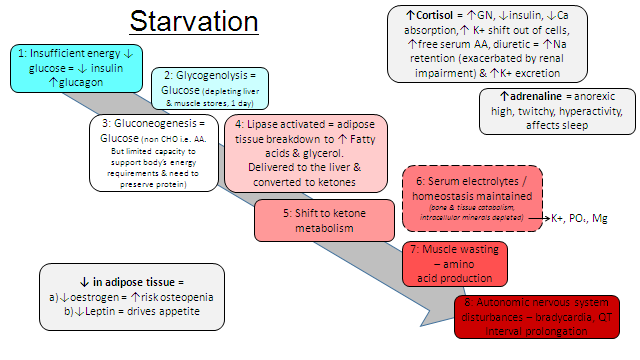 Starvation
1: Insufficient energy ↓
glucose = ↓ insulin
↑glucagon
2: Glycogenolysis =
Glucose (depleting liver
& muscle stores, 1 day)
3: Gluconeogenesis =
Glucose (non CHO i.e. AA.
But limited capacity to
support body's energy
requirements & need to
preserve protein)
4: Lipase activated = adipose
tissue breakdown to ↑ Fatty
acids & glycerol.
Delivered to the liver &
converted to ketones
5: Shift to ketone
metabolism
6: Serum electrolytes /
homeostasis maintained
(bone & tissue catabolism,
intracellular minerals depleted)
K+, PO₄, Mg
7: Muscle wasting
– amino
acid production
8: Autonomic nervous system
disturbances – bradycardia, QT
interval prolongation
↑Cortisol = ↑GN, ↓insulin, ↓Ca
absorption,↑ K+ shift out of cells,
↑free serum AA, diuretic = ↑Na
retention (exacerbated by renal
impairment) & ↑K+ excretion
↑adrenaline = anorexic
high, twitchy, hyperactivity,
affects sleep
↓ in adipose tissue =
a)↓oestrogen = ↑risk osteopenia
b)↓Leptin = drives appetite